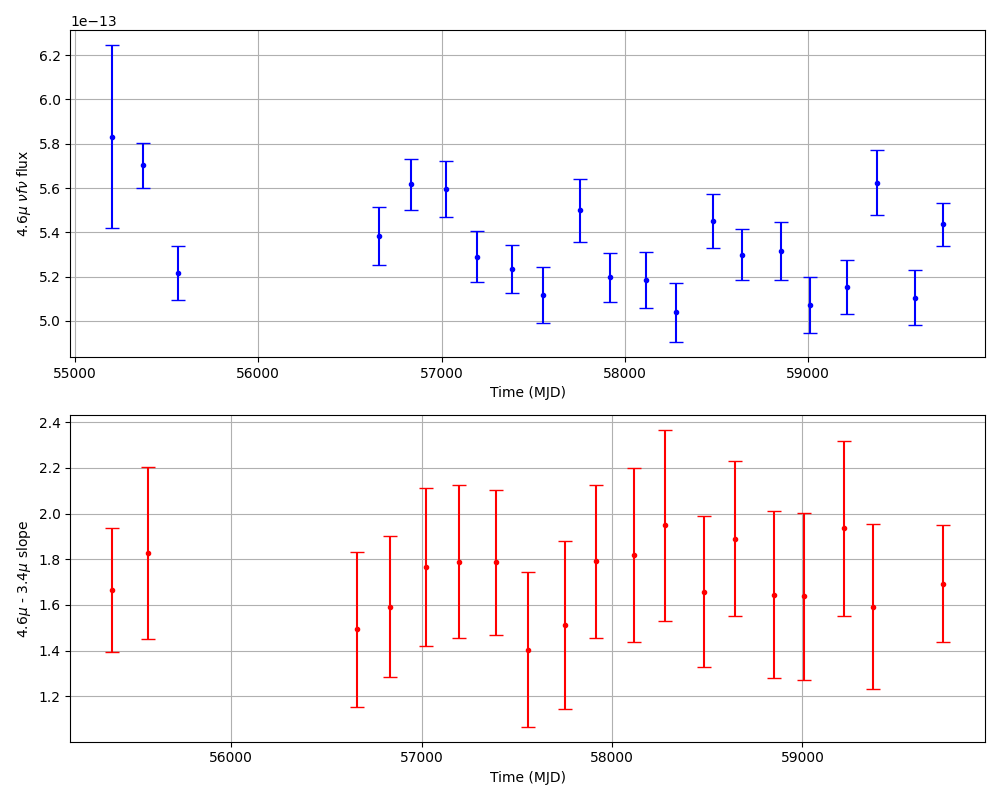 1e−13
6.2
6.0
5.8
5.6
5.4
5.2
5.0
4.6μ νfν flux
55000 56000 57000 58000 59000
Time (MJD)
2.4
2.2
2.0
1.8
1.6
1.4
1.2
4.6μ - 3.4μ slope
56000 57000 58000 59000
Time (MJD)